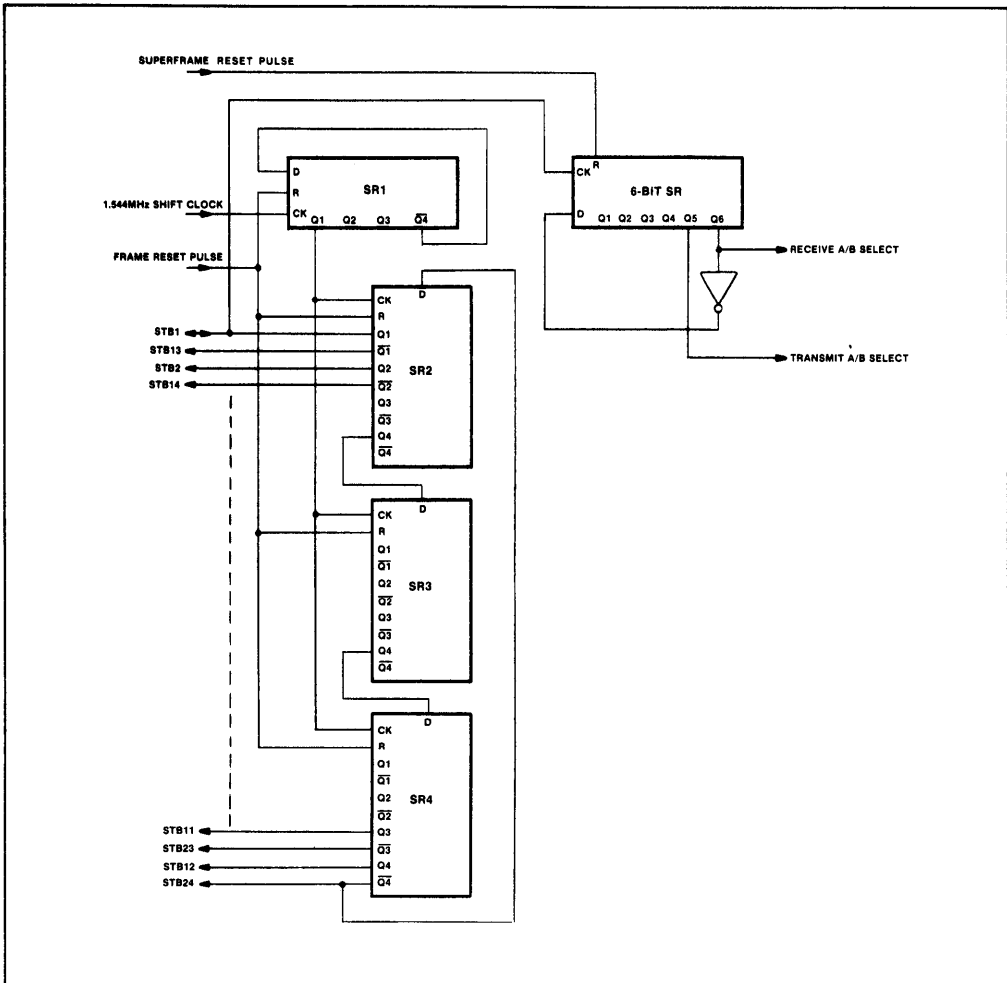 SUPERFRAME RESET PULSE
R
CK
6-BIT SR
D
Q1 Q2 Q3 Q4 Q5 Q6
RECEIVE A/B SELECT
TRANSMIT A/B SELECT
D
SR1
R
1.544MHz SHIFT CLOCK
CK
Q1 Q2 Q3 Q̅4̅
FRAME RESET PULSE
D
CK
R
STB1
Q1
STB13
Q̅1̅
STB2
Q2
SR2
STB14
Q̅2̅
Q3
Q̅3̅
Q4
Q̅4̅
D
CK
R
Q1
Q̅1̅
Q2
SR3
Q̅2̅
Q3
Q̅3̅
Q4
Q̅4̅
D
CK
R
Q1
Q̅1̅
Q2
SR4
Q̅2̅
STB11
Q3
STB23
Q̅3̅
STB12
Q4
STB24
Q̅4̅